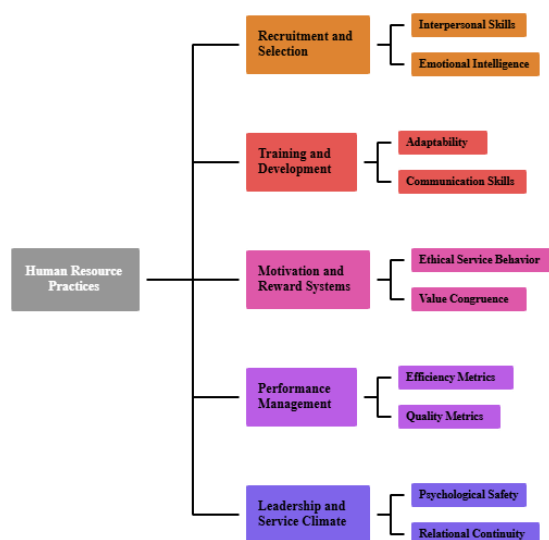 Human Resource
Practices
Recruitment and
Selection
Interpersonal Skills
Emotional Intelligence
Training and
Development
Adaptability
Communication Skills
Motivation and
Reward Systems
Ethical Service Behavior
Value Congruence
Performance
Management
Efficiency Metrics
Quality Metrics
Leadership and
Service Climate
Psychological Safety
Relational Continuity